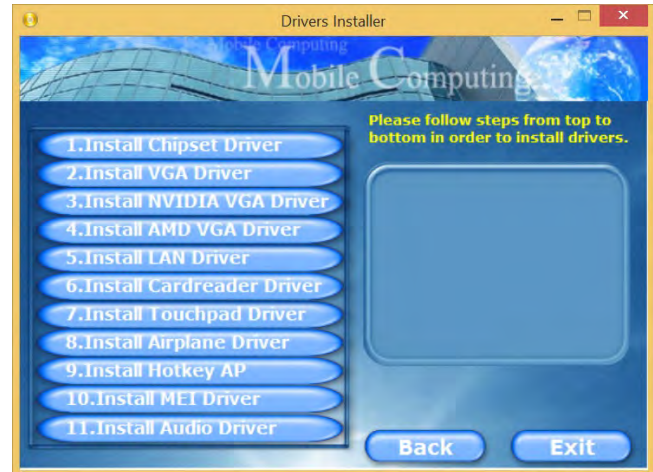 Drivers Installer
Mobile Computing
Mobile Computing
Please follow steps from top to
bottom in order to install drivers.
1.Install Chipset Driver
2.Install VGA Driver
3.Install NVIDIA VGA Driver
4.Install AMD VGA Driver
5.Install LAN Driver
6.Install Cardreader Driver
7.Install Touchpad Driver
8.Install Airplane Driver
9.Install Hotkey AP
10.Install MEI Driver
11.Install Audio Driver
Back
Exit